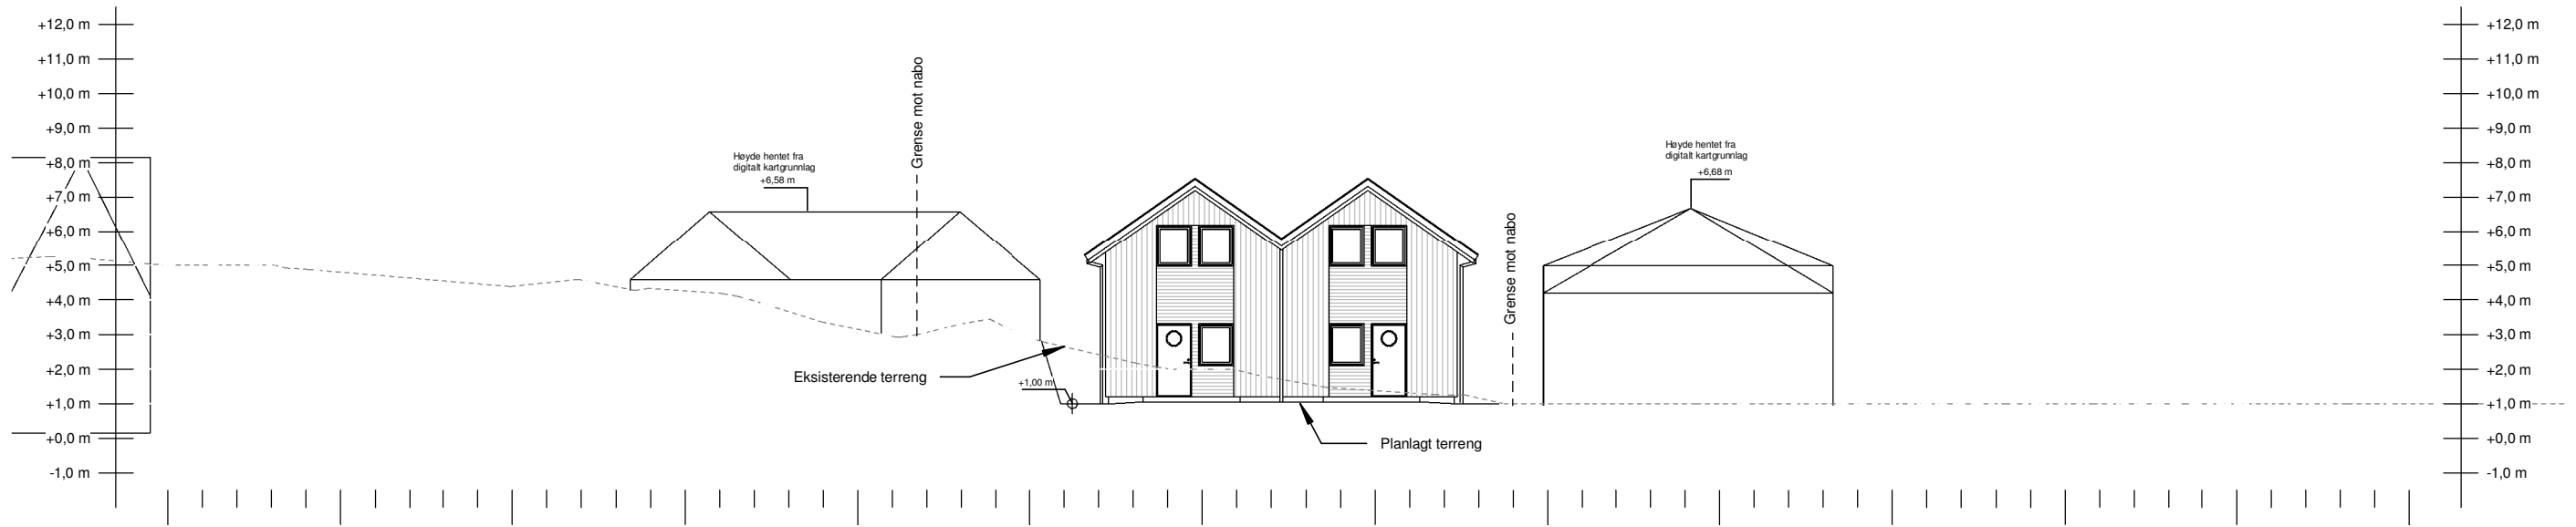 +12,0 m
+11,0 m
+10,0 m
+9,0 m
+8,0 m
+7,0 m
+6,0 m
+5,0 m
+4,0 m
+3,0 m
+2,0 m
+1,0 m
+0,0 m
-1,0 m
Høyde hentet fra
digitalt kartgrunnlag
+6,58 m
Grense mot nabo
Eksisterende terreng
+1,00 m
Planlagt terreng
Grense mot nabo
Høyde hentet fra
digitalt kartgrunnlag
+6,68 m
+12,0 m
+11,0 m
+10,0 m
+9,0 m
+8,0 m
+7,0 m
+6,0 m
+5,0 m
+4,0 m
+3,0 m
+2,0 m
+1,0 m
+0,0 m
-1,0 m